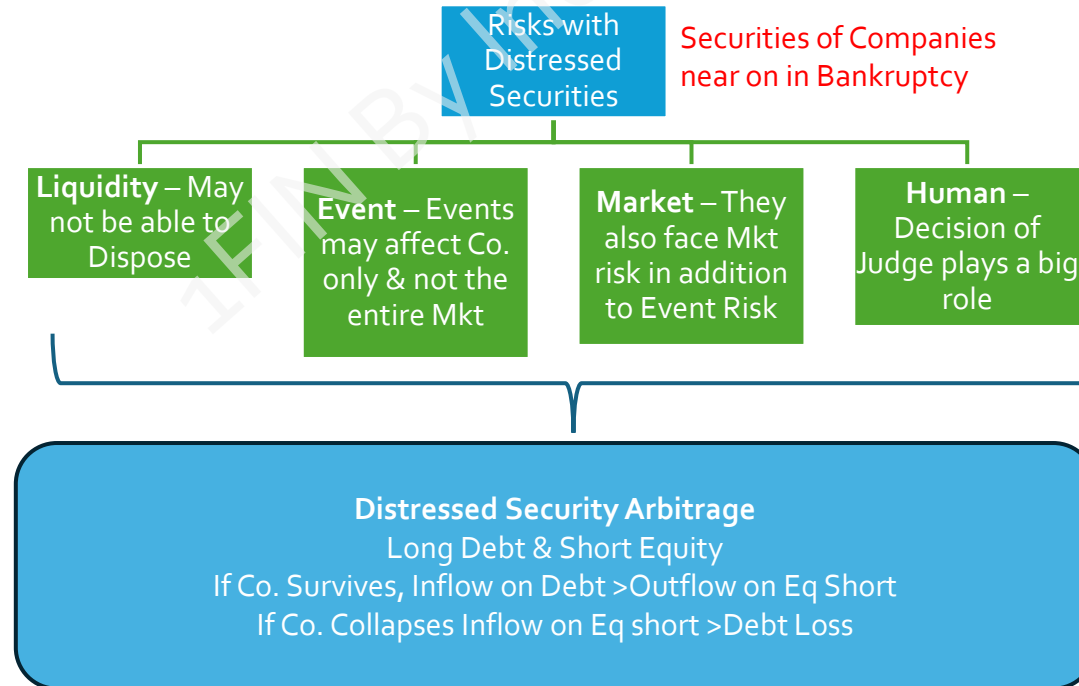 Risks with
Distressed
Securities
Securities of Companies
near on in Bankruptcy
Liquidity – May
not be able to
Dispose
Event – Events
may affect Co.
only & not the
entire Mkt
Market – They
also face Mkt
risk in addition
to Event Risk
Human –
Decision of
Judge plays a big
role
1FIN By
Distressed Security Arbitrage
Long Debt & Short Equity
If Co. Survives, Inflow on Debt >Outflow on Eq Short
If Co. Collapses Inflow on Eq short >Debt Loss